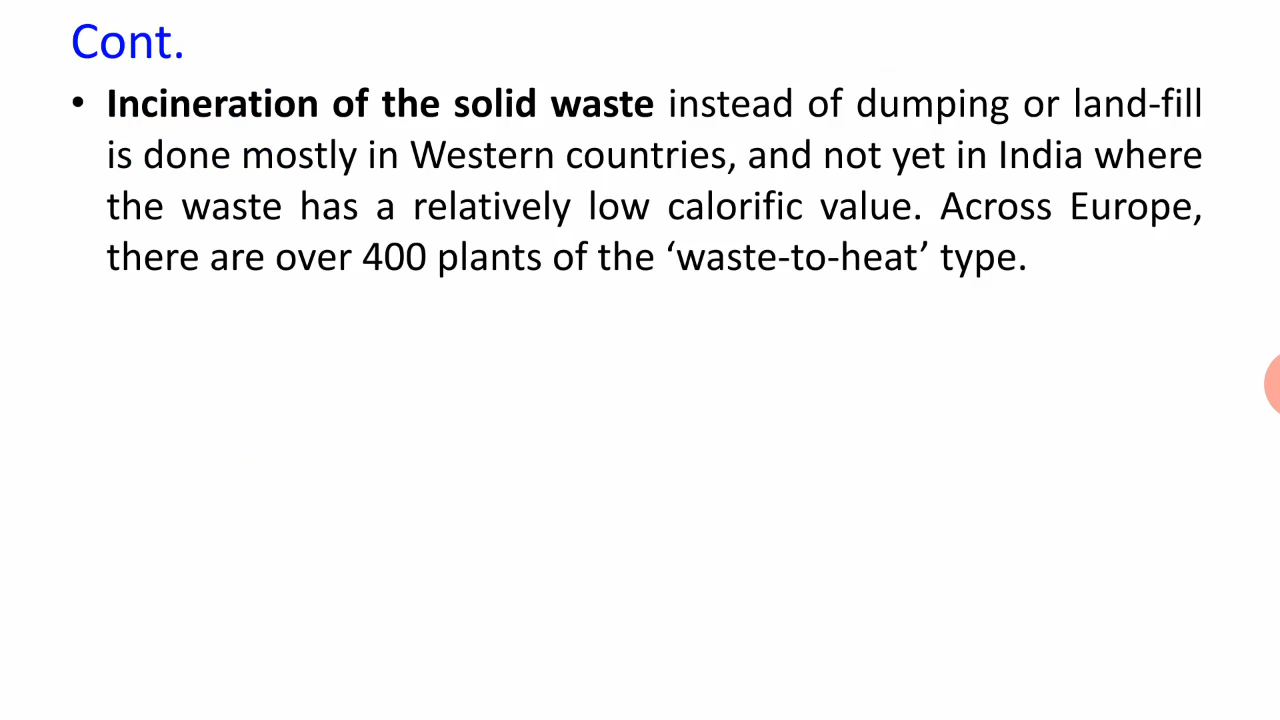 Cont.
• Incineration of the solid waste instead of dumping or land-fill
is done mostly in Western countries, and not yet in India where
the waste has a relatively low calorific value. Across Europe,
there are over 400 plants of the ‘waste-to-heat’ type.